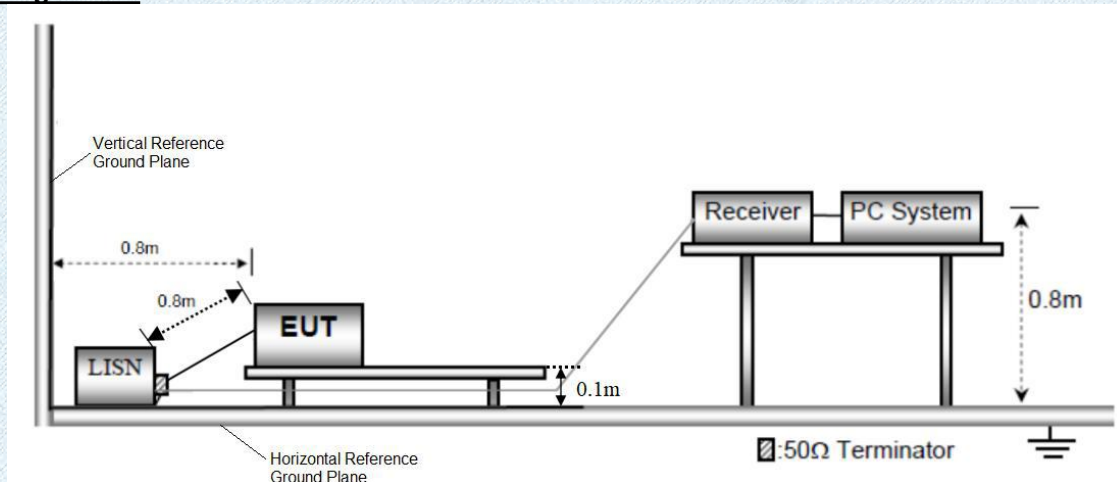 Vertical Reference
Ground Plane
0.8m
0.8m
Receiver
PC System
EUT
LISN
0.8m
0.1m
:50Ω Terminator
Horizontal Reference
Ground Plane